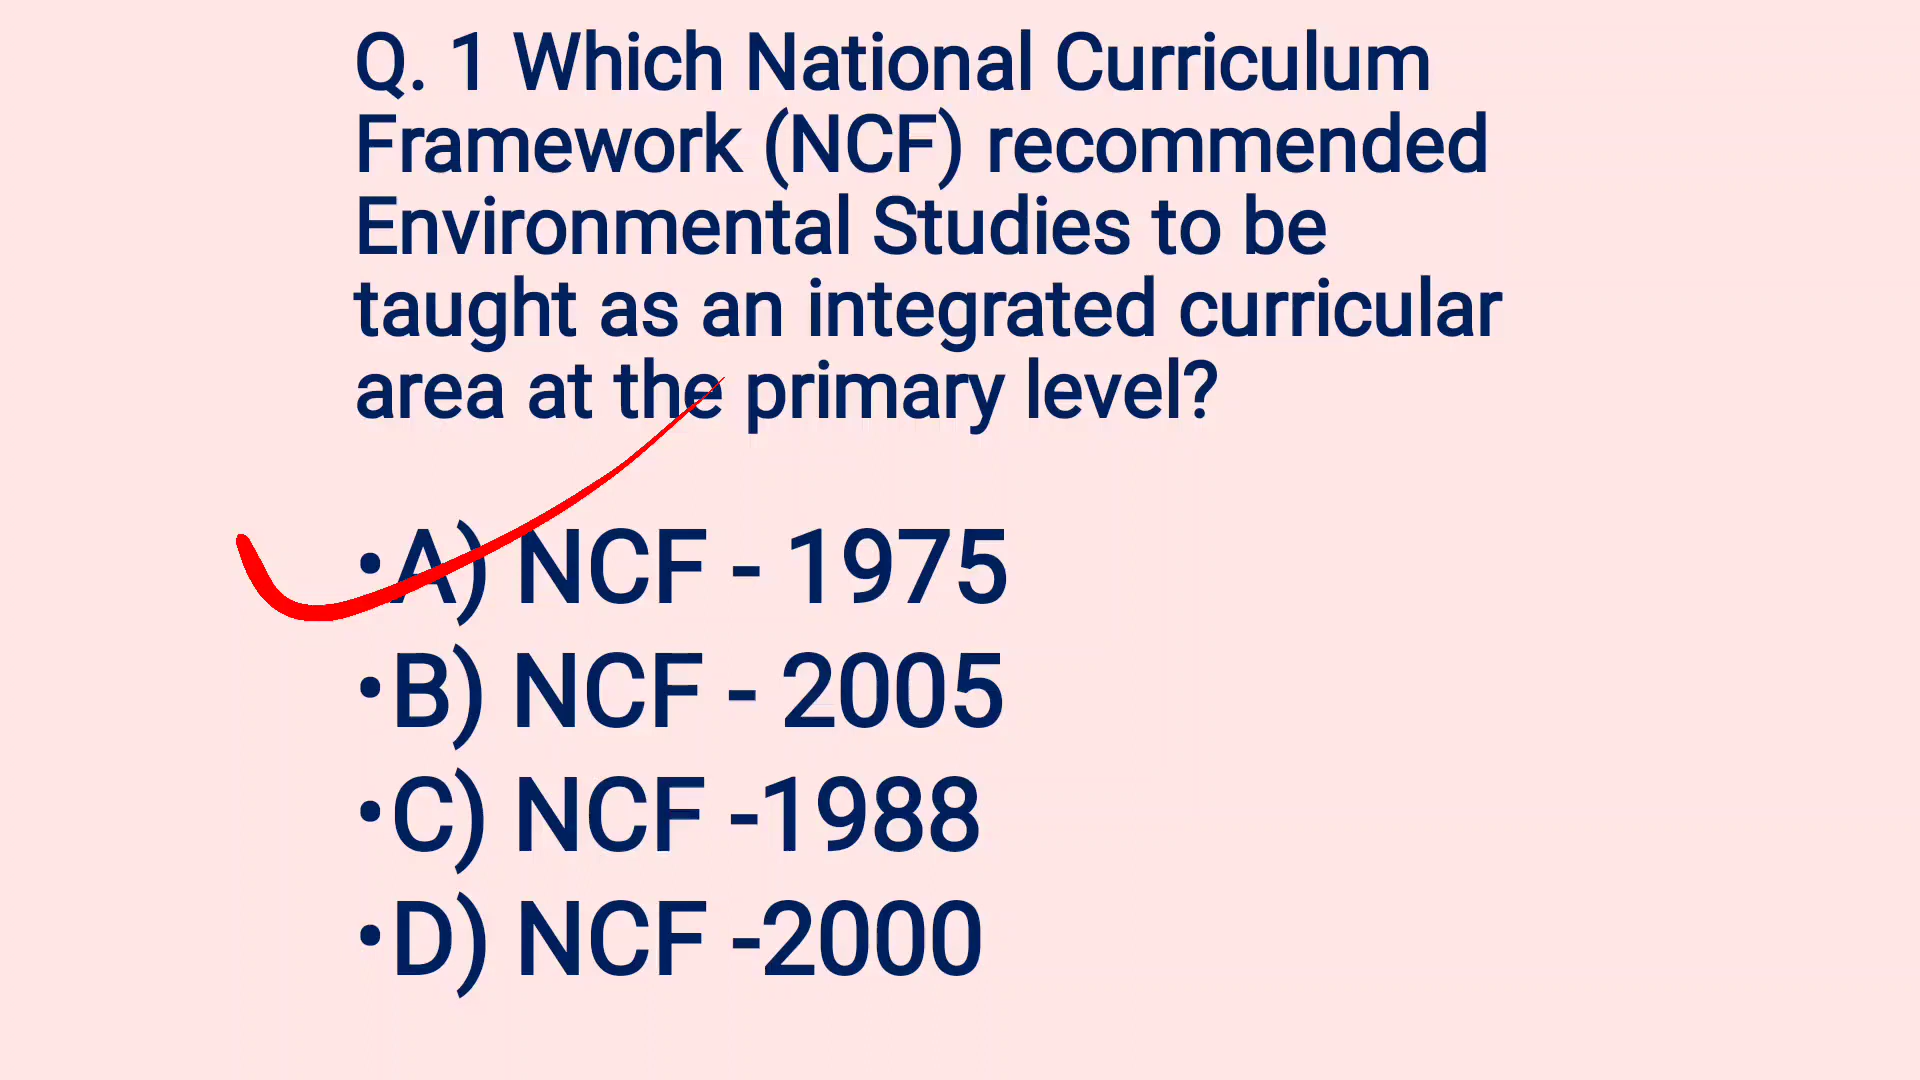 Q. 1 Which National Curriculum
Framework (NCF) recommended
Environmental Studies to be
taught as an integrated curricular
area at the primary level?
•A) NCF - 1975
•B) NCF - 2005
•C) NCF -1988
•D) NCF -2000